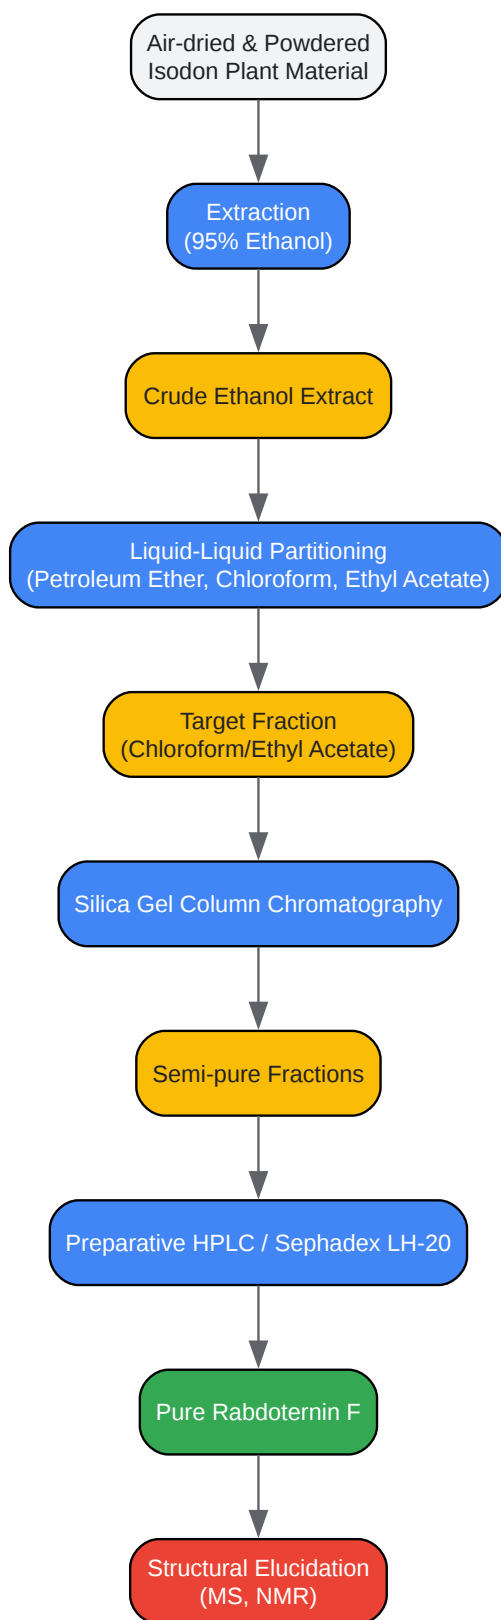 Air-dried & Powdered
Isodon Plant Material
Extraction
(95% Ethanol)
Crude Ethanol Extract
Liquid-Liquid Partitioning
(Petroleum Ether, Chloroform, Ethyl Acetate)
Target Fraction
(Chloroform/Ethyl Acetate)
Silica Gel Column Chromatography
Semi-pure Fractions
Preparative HPLC / Sephadex LH-20
Pure Rabdoternin F
Structural Elucidation
(MS, NMR)